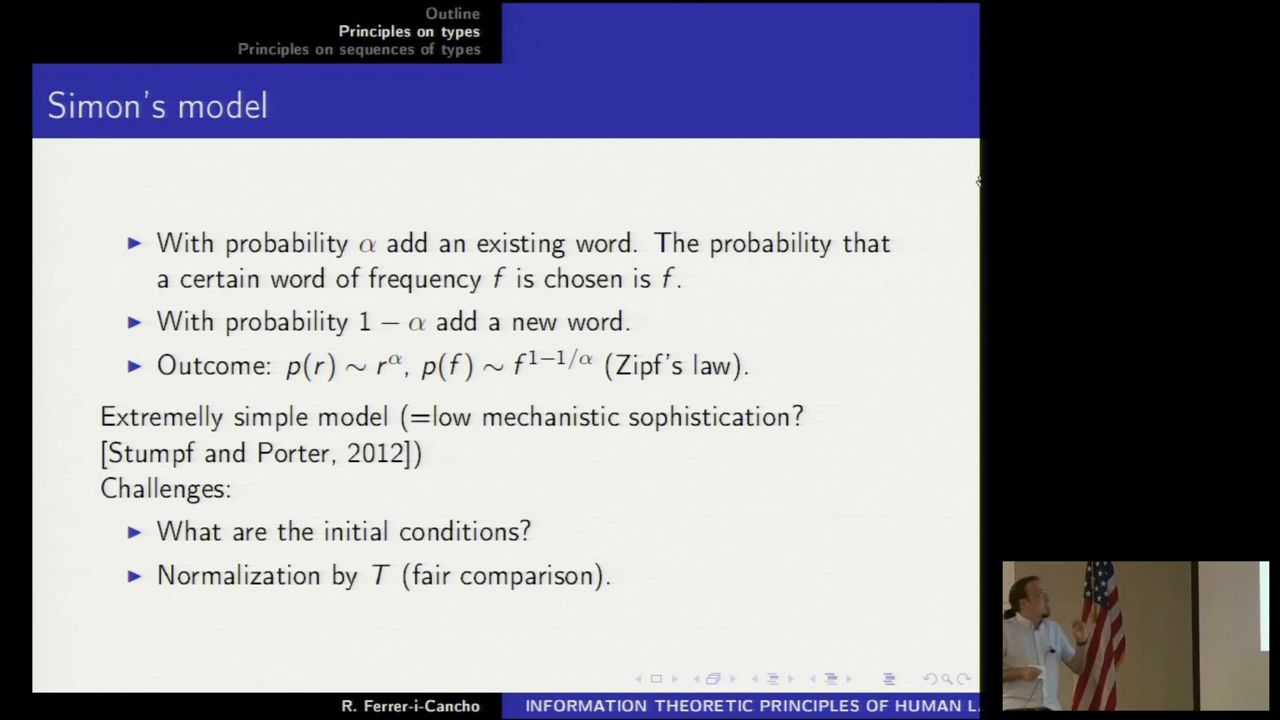 Outline
Principles on types
Principles on sequences of types
Simon's model
With probability α add an existing word. The probability that
a certain word of frequency f is chosen is f.
With probability 1 − α add a new word.
Outcome: p(r) ∼ r^α, p(f) ∼ f^{1−1/α} (Zipf's law).
Extremelly simple model (=low mechanistic sophistication?
[Stumpf and Porter, 2012])
Challenges:
What are the initial conditions?
Normalization by T (fair comparison).
R. Ferrer-i-Cancho
INFORMATION THEORETIC PRINCIPLES OF HUMAN L